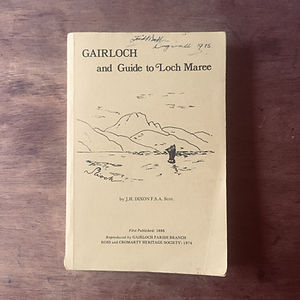 GAIRLOCH
and Guide to Loch Maree
by J.H. DIXON F.S.A. Scot.
First Published: 1886
Reproduced by GAIRLOCH PARISH BRANCH
ROSS and CROMARTY HERITAGE SOCIETY: 1974